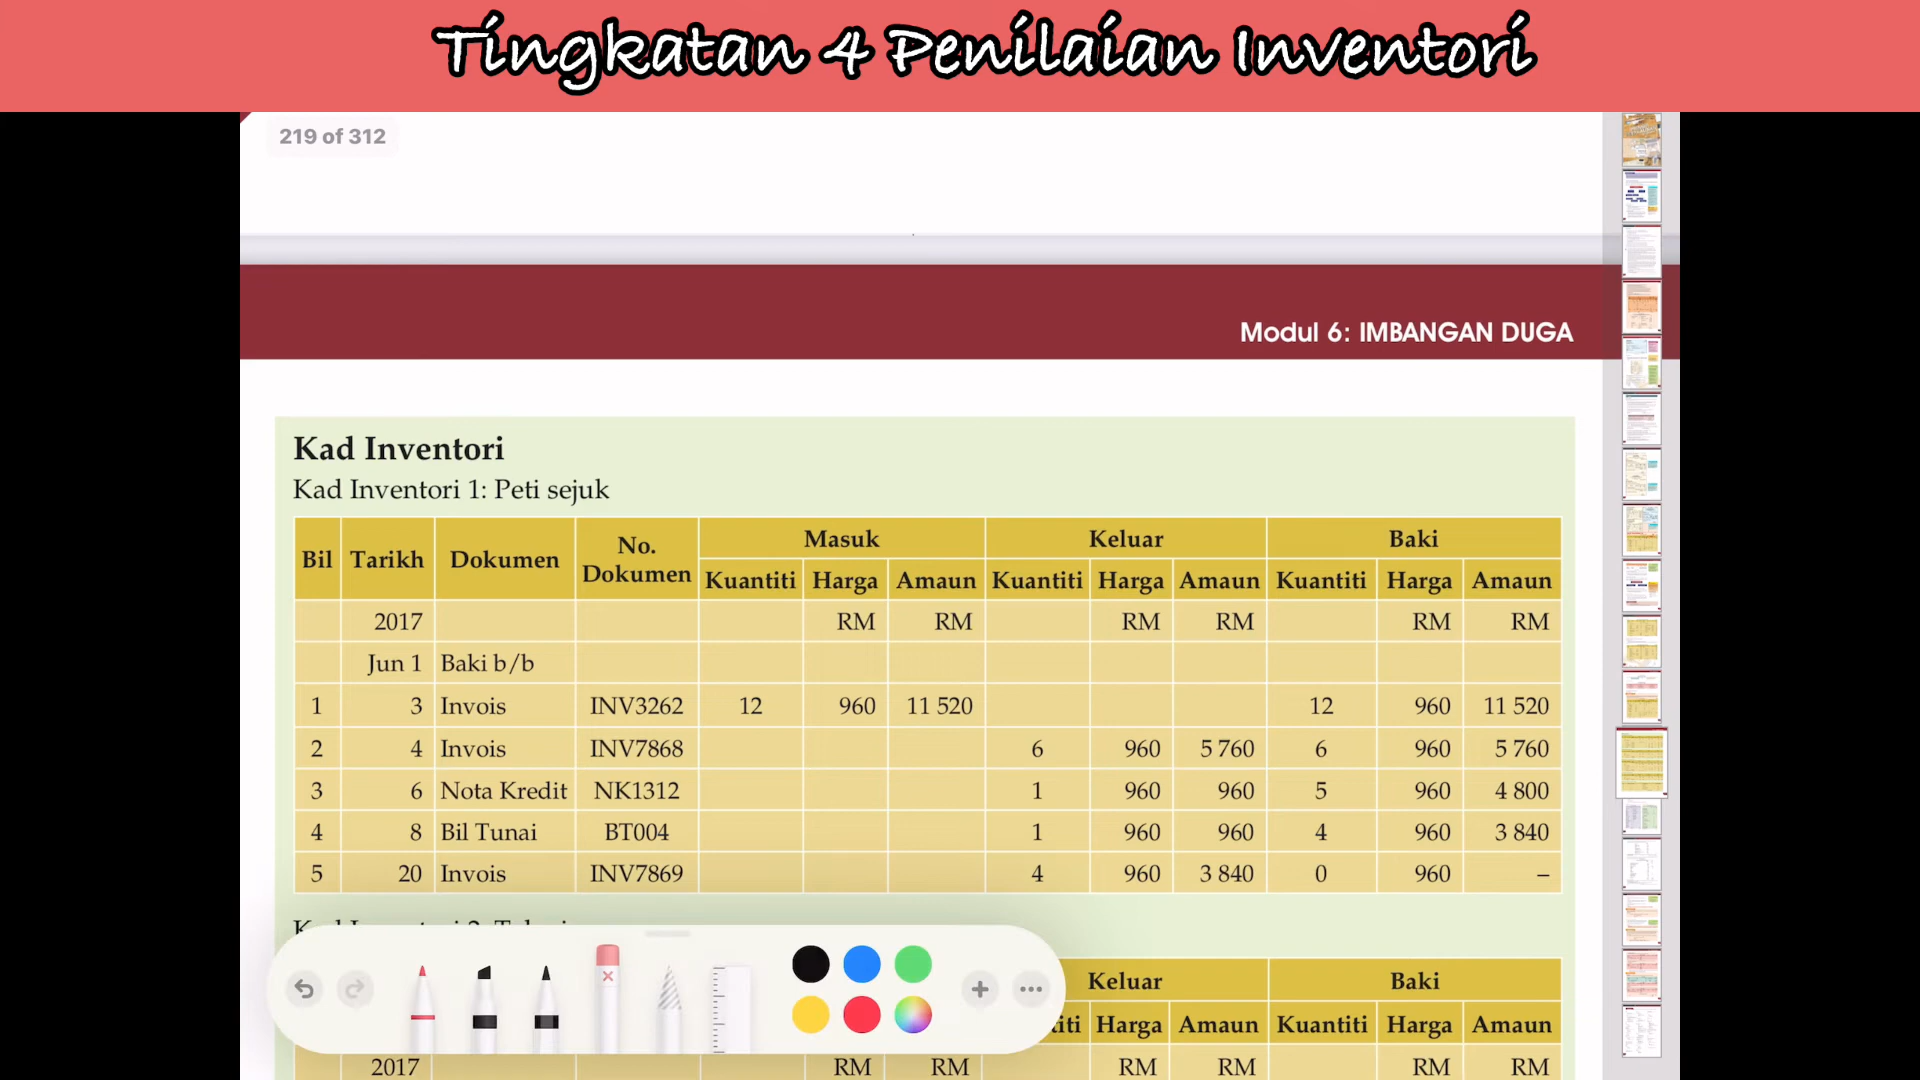 Tingkatan 4 Penilaian Inventori
219 of 312
Modul 6: IMBANGAN DUGA
Kad Inventori
Kad Inventori 1: Peti sejuk
Bil Tarikh Dokumen No. Dokumen Masuk Keluar Baki
Kuantiti Harga Amaun Kuantiti Harga Amaun Kuantiti Harga Amaun
2017 RM RM RM RM RM RM
Jun 1 Baki b/b
1 3 Invois INV3262 12 960 11 520 12 960 11 520
2 4 Invois INV7868 6 960 5 760 6 960 5 760
3 6 Nota Kredit NK1312 1 960 960 5 960 4 800
4 8 Bil Tunai BT004 1 960 960 4 960 3 840
5 20 Invois INV7869 4 960 3 840 0 960 –
Keluar Baki
Harga Amaun Kuantiti Harga Amaun
2017 RM RM RM RM RM RM